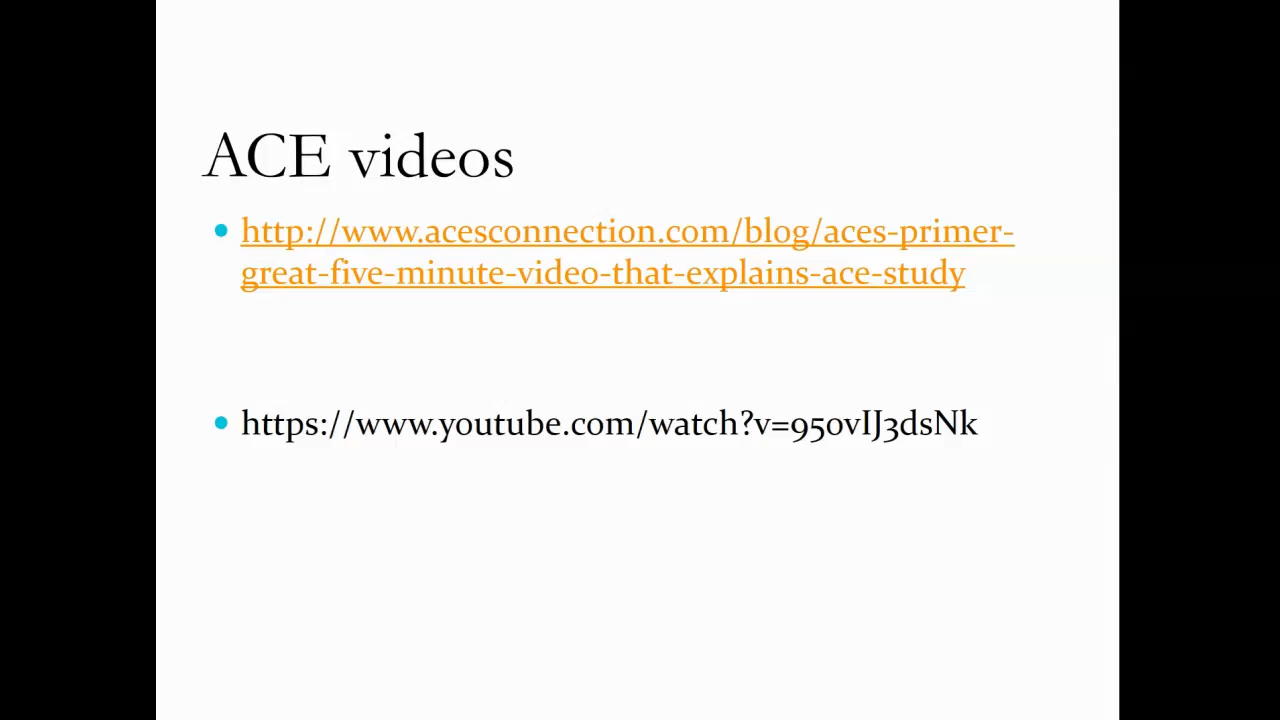 ACE videos
http://www.acesconnection.com/blog/aces-primer-
great-five-minute-video-that-explains-ace-study
https://www.youtube.com/watch?v=95ovIJ3dsNk